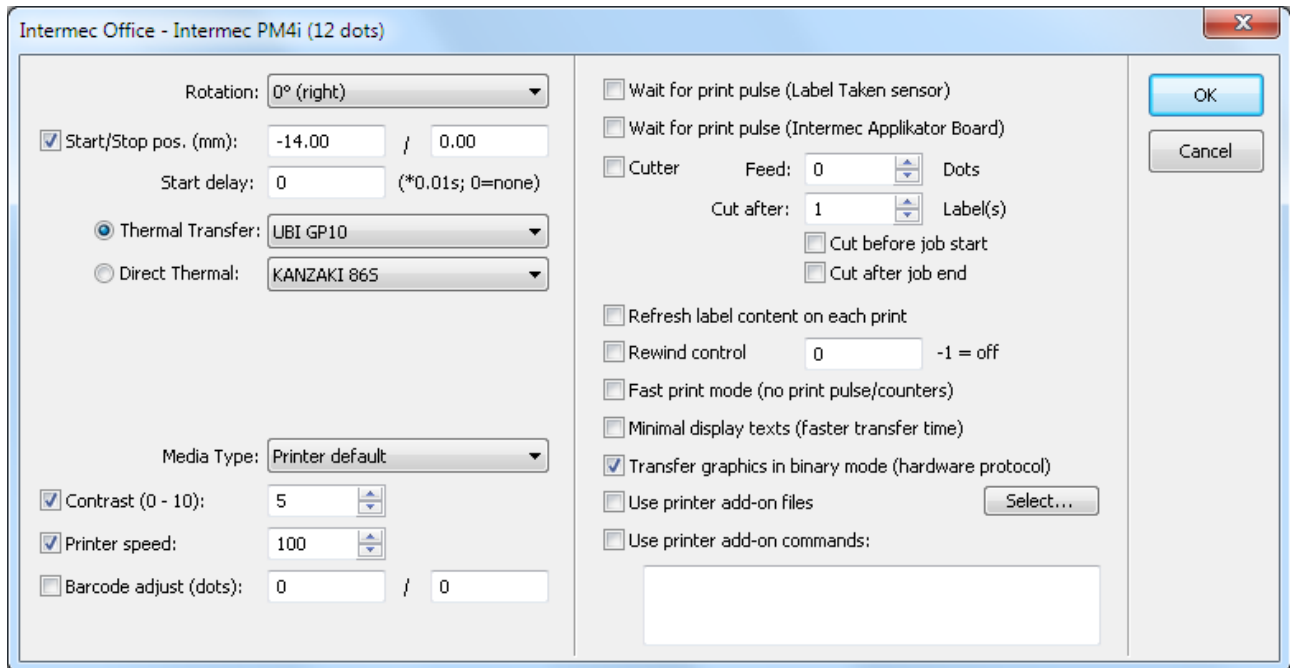 Intermec Office - Intermec PM4i (12 dots)
Rotation: 0° (right)
Start/Stop pos. (mm): -14.00 / 0.00
Start delay: 0 (*0.01s; 0=none)
Thermal Transfer: UBI GP10
Direct Thermal: KANZAKI 865
Media Type: Printer default
Contrast (0 - 10): 5
Printer speed: 100
Barcode adjust (dots): 0 / 0
Wait for print pulse (Label Taken sensor)
Wait for print pulse (Intermec Applikator Board)
Cutter Feed: 0 Dots
Cut after: 1 Label(s)
Cut before job start
Cut after job end
Refresh label content on each print
Rewind control 0 -1 = off
Fast print mode (no print pulse/counters)
Minimal display texts (faster transfer time)
Transfer graphics in binary mode (hardware protocol)
Use printer add-on files Select...
Use printer add-on commands:
OK
Cancel